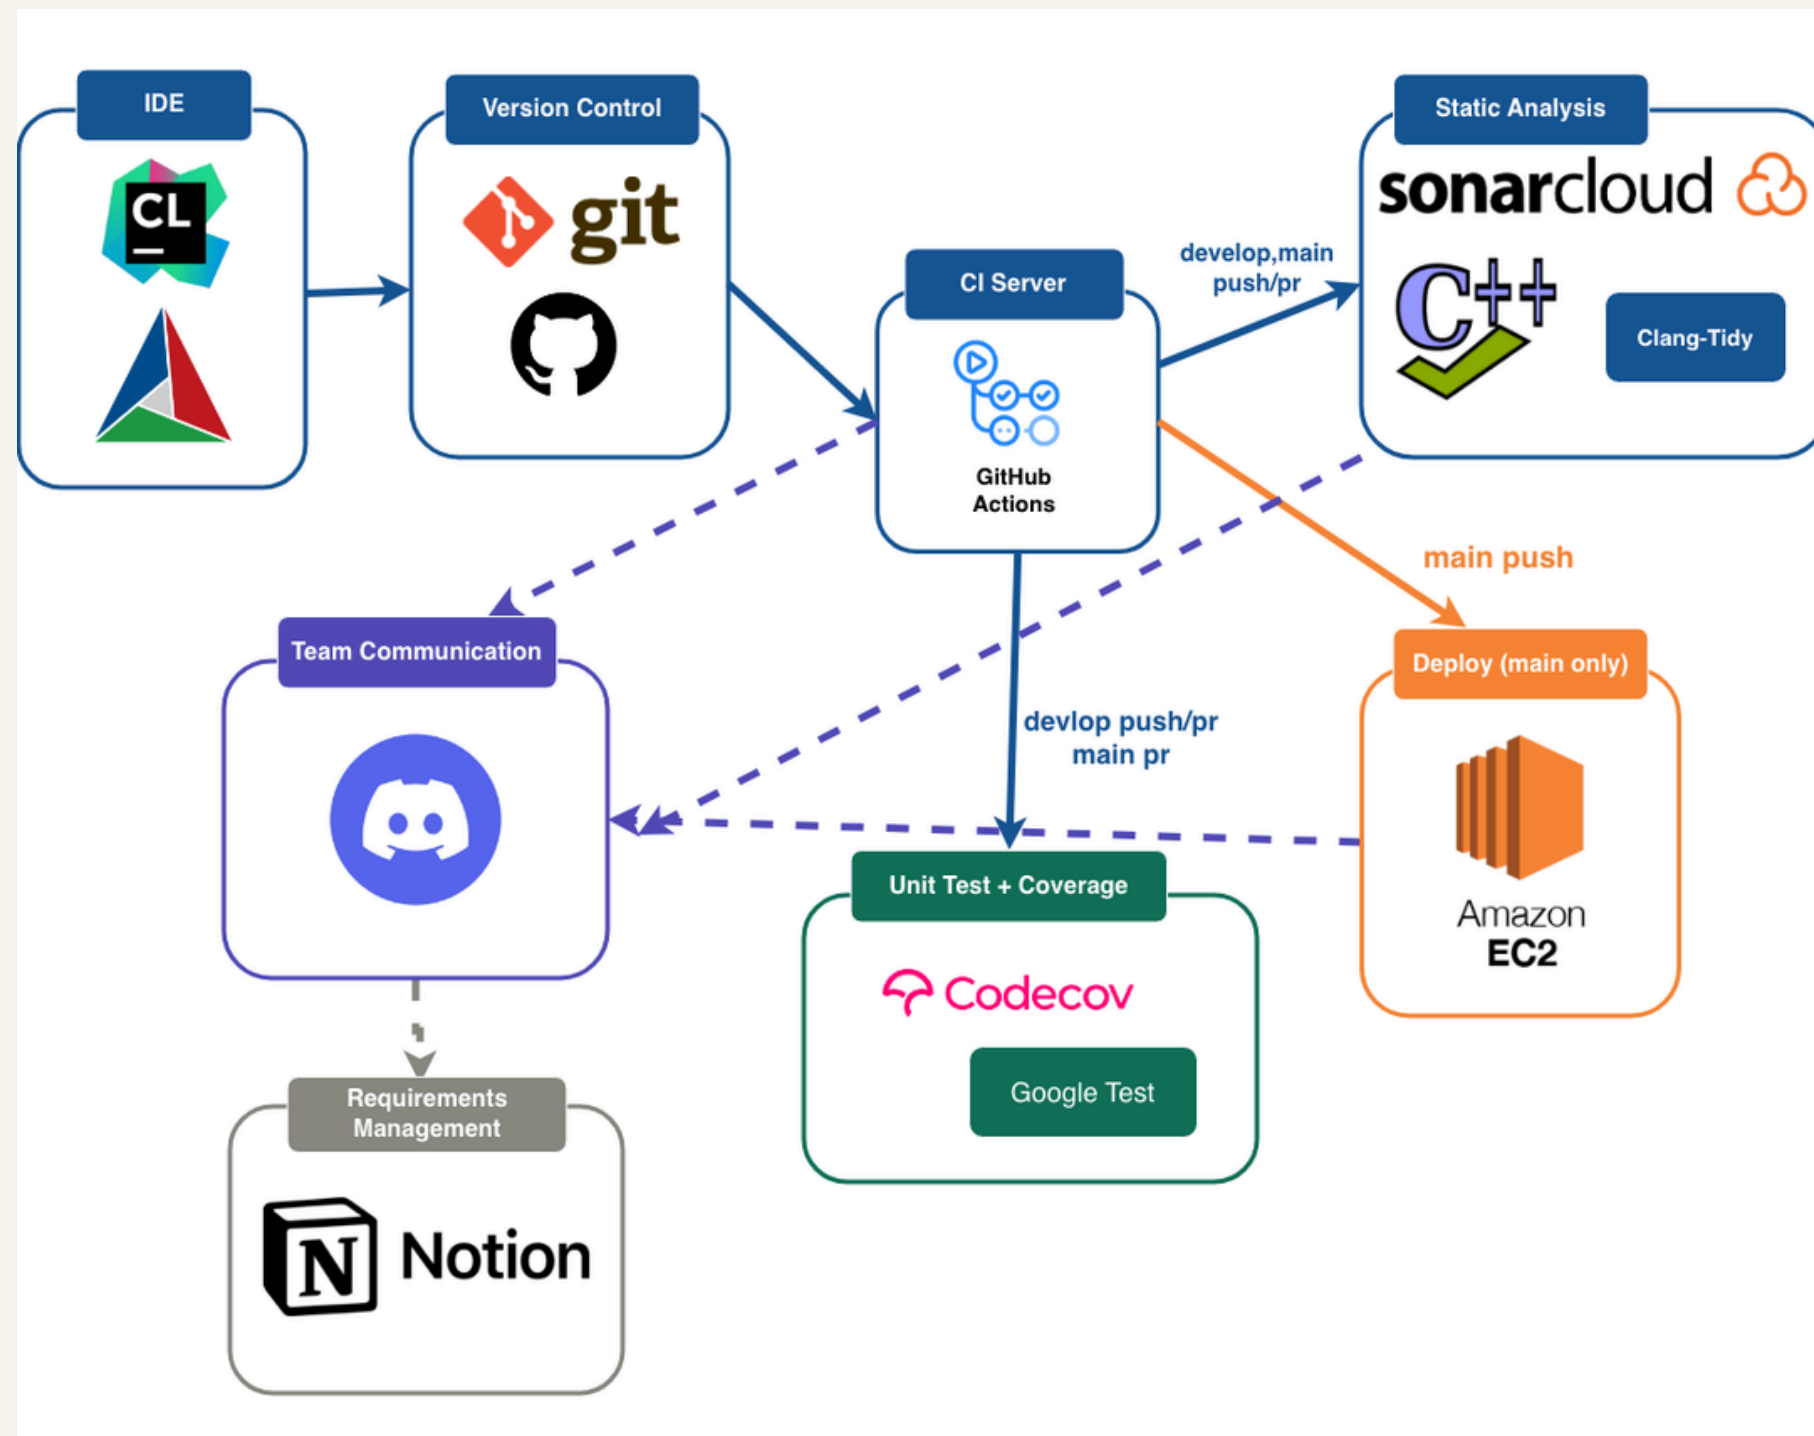 IDE
CL
Version Control
git
CI Server
GitHub
Actions
develop,main
push/pr
Static Analysis
sonarcloud
C++
Clang-Tidy
main push
Team Communication
devlop push/pr
main pr
Deploy (main only)
Amazon
EC2
Unit Test + Coverage
Codecov
Google Test
Requirements
Management
N
Notion